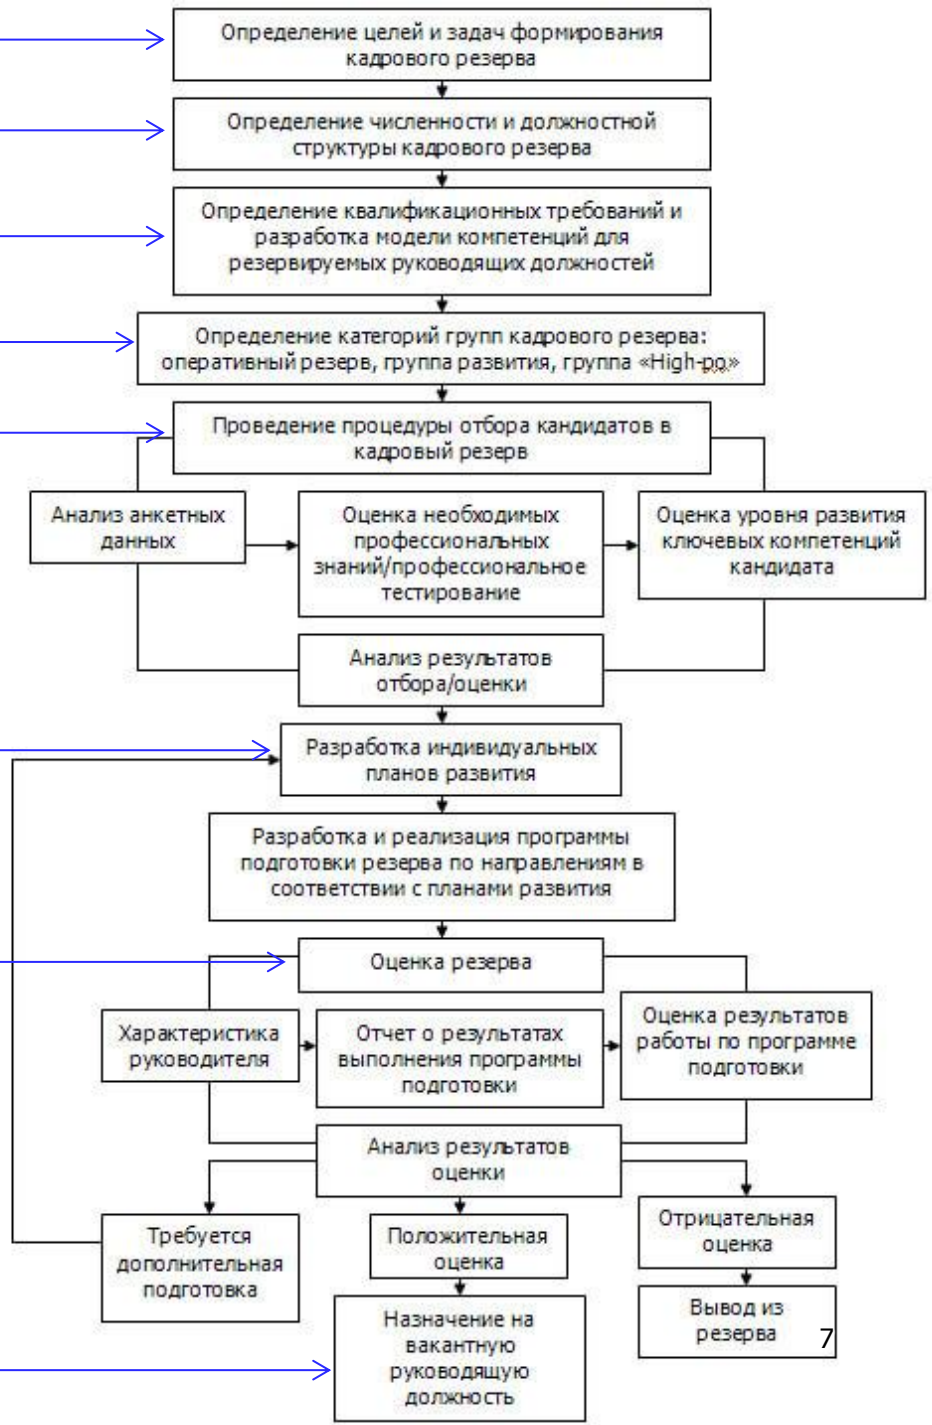 Определение целей и задач формирования
кадрового резерва
Определение численности и должностной
структуры кадрового резерва
Определение квалификационных требований и
разработка модели компетенций для
резервируемых руководящих должностей
Определение категорий групп кадрового резерва:
оперативный резерв, группа развития, группа «High-po»
Проведение процедуры отбора кандидатов в
кадровый резерв
Анализ анкетных
данных
Оценка необходимых
профессиональных
знаний/профессиональное
тестирование
Оценка уровня развития
ключевых компетенций
кандидата
Анализ результатов
отбора/оценки
Разработка индивидуальных
планов развития
Разработка и реализация программы
подготовки резерва по направлениям в
соответствии с планами развития
Оценка резерва
Характеристика
руководителя
Отчет о результатах
выполнения программы
подготовки
Оценка результатов
работы по программе
подготовки
Анализ результатов
оценки
Требуется
дополнительная
подготовка
Положительная
оценка
Отрицательная
оценка
Назначение на
вакантную
руководящую
должность
Вывод из
резерва
7